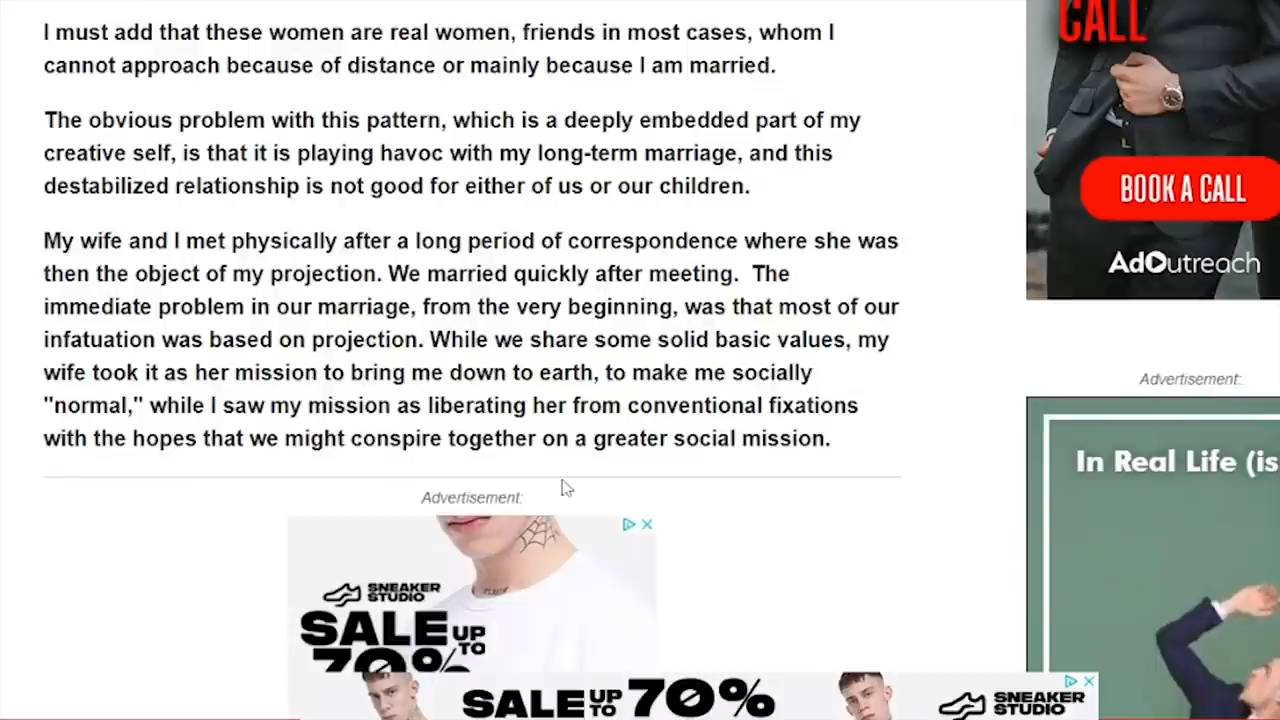 I must add that these women are real women, friends in most cases, whom I
cannot approach because of distance or mainly because I am married.
The obvious problem with this pattern, which is a deeply embedded part of my
creative self, is that it is playing havoc with my long-term marriage, and this
destabilized relationship is not good for either of us or our children.
My wife and I met physically after a long period of correspondence where she was
then the object of my projection. We married quickly after meeting.  The
immediate problem in our marriage, from the very beginning, was that most of our
infatuation was based on projection. While we share some solid basic values, my
wife took it as her mission to bring me down to earth, to make me socially
"normal," while I saw my mission as liberating her from conventional fixations
with the hopes that we might conspire together on a greater social mission.
Advertisement:
SNEAKER
STUDIO
SALE UP
TO
70%
SALE UP
TO 70%
SNEAKER
STUDIO
CALL
BOOK A CALL
AdOutreach
Advertisement:
In Real Life (is